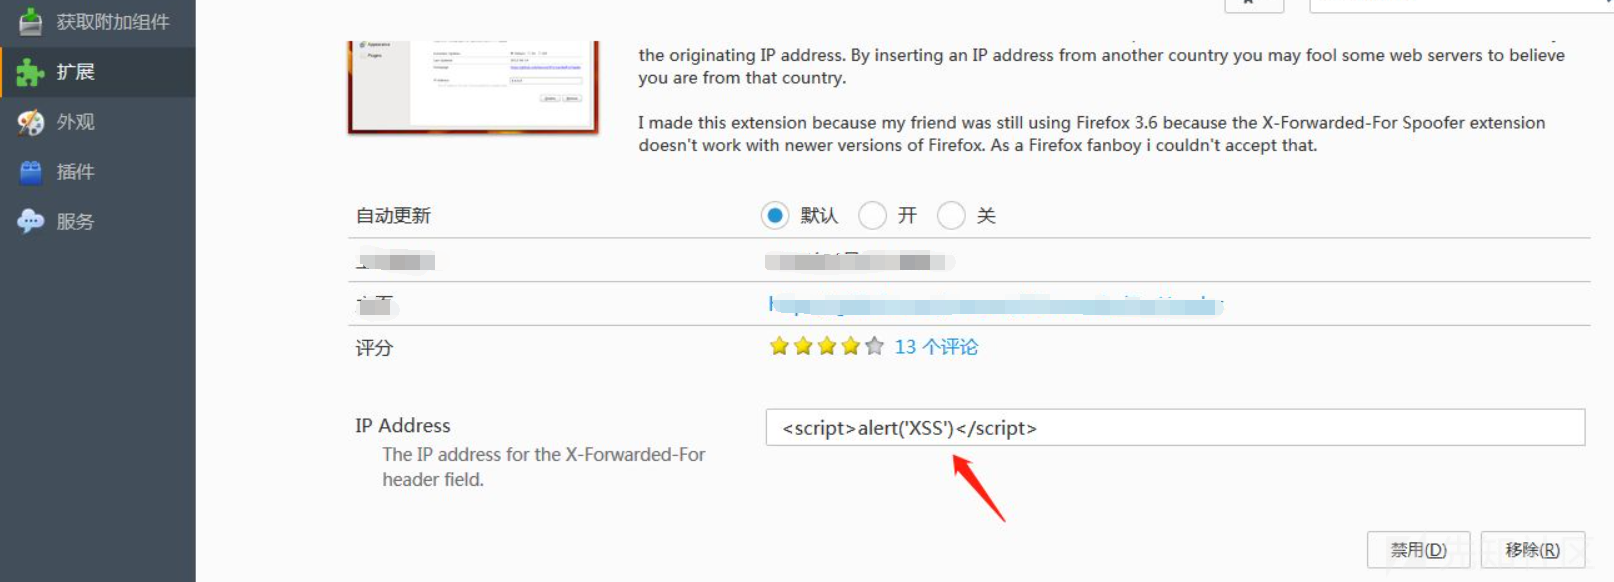 获取附加组件
扩展
外观
插件
服务
the originating IP address. By inserting an IP address from another country you may fool some web servers to believe
you are from that country.
I made this extension because my friend was still using Firefox 3.6 because the X-Forwarded-For Spoofer extension
doesn't work with newer versions of Firefox. As a Firefox fanboy i couldn't accept that.
自动更新 默认 开 关
评分 13 个评论
IP Address <script>alert('XSS')</script>
The IP address for the X-Forwarded-For
header field.
禁用(D) 移除(R)